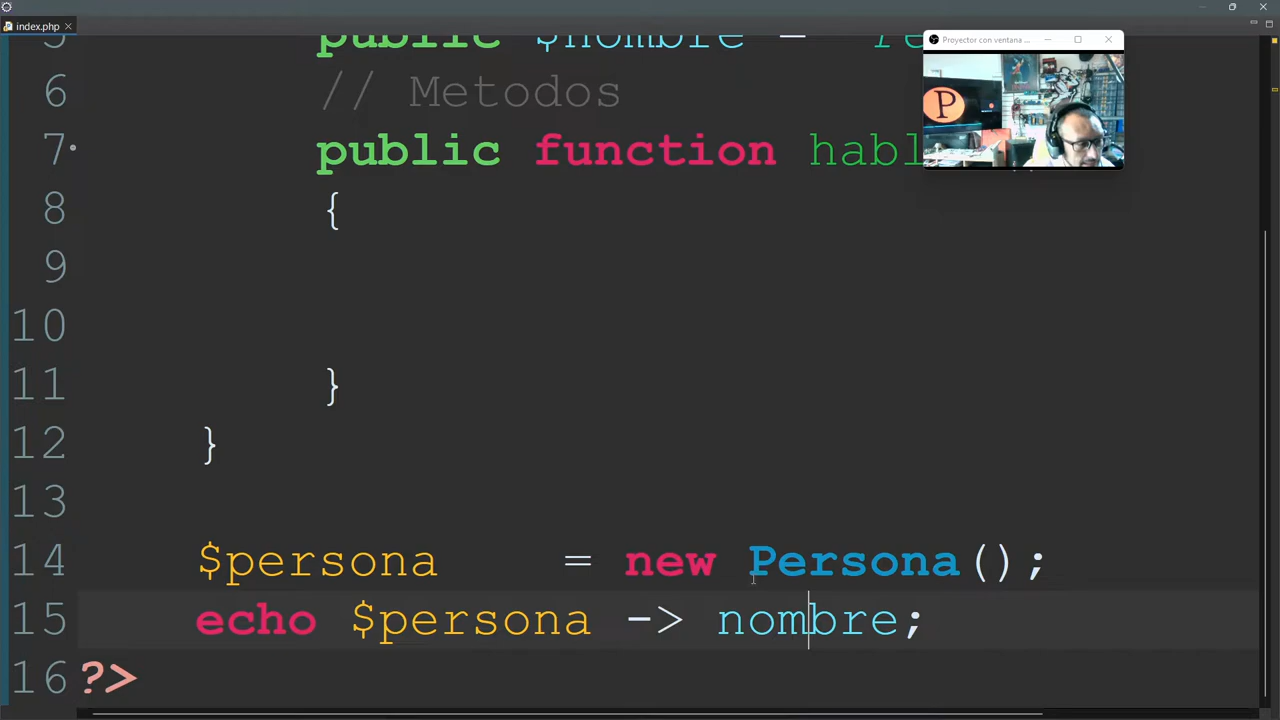 index.php
5 public $nombre =
Proyector con ventana ...
6 // Metodos
P
7 public function habl
8 {
9
10
11 }
12 }
13
14 $persona = new Persona();
15 echo $persona -> nombre;
16 ?>